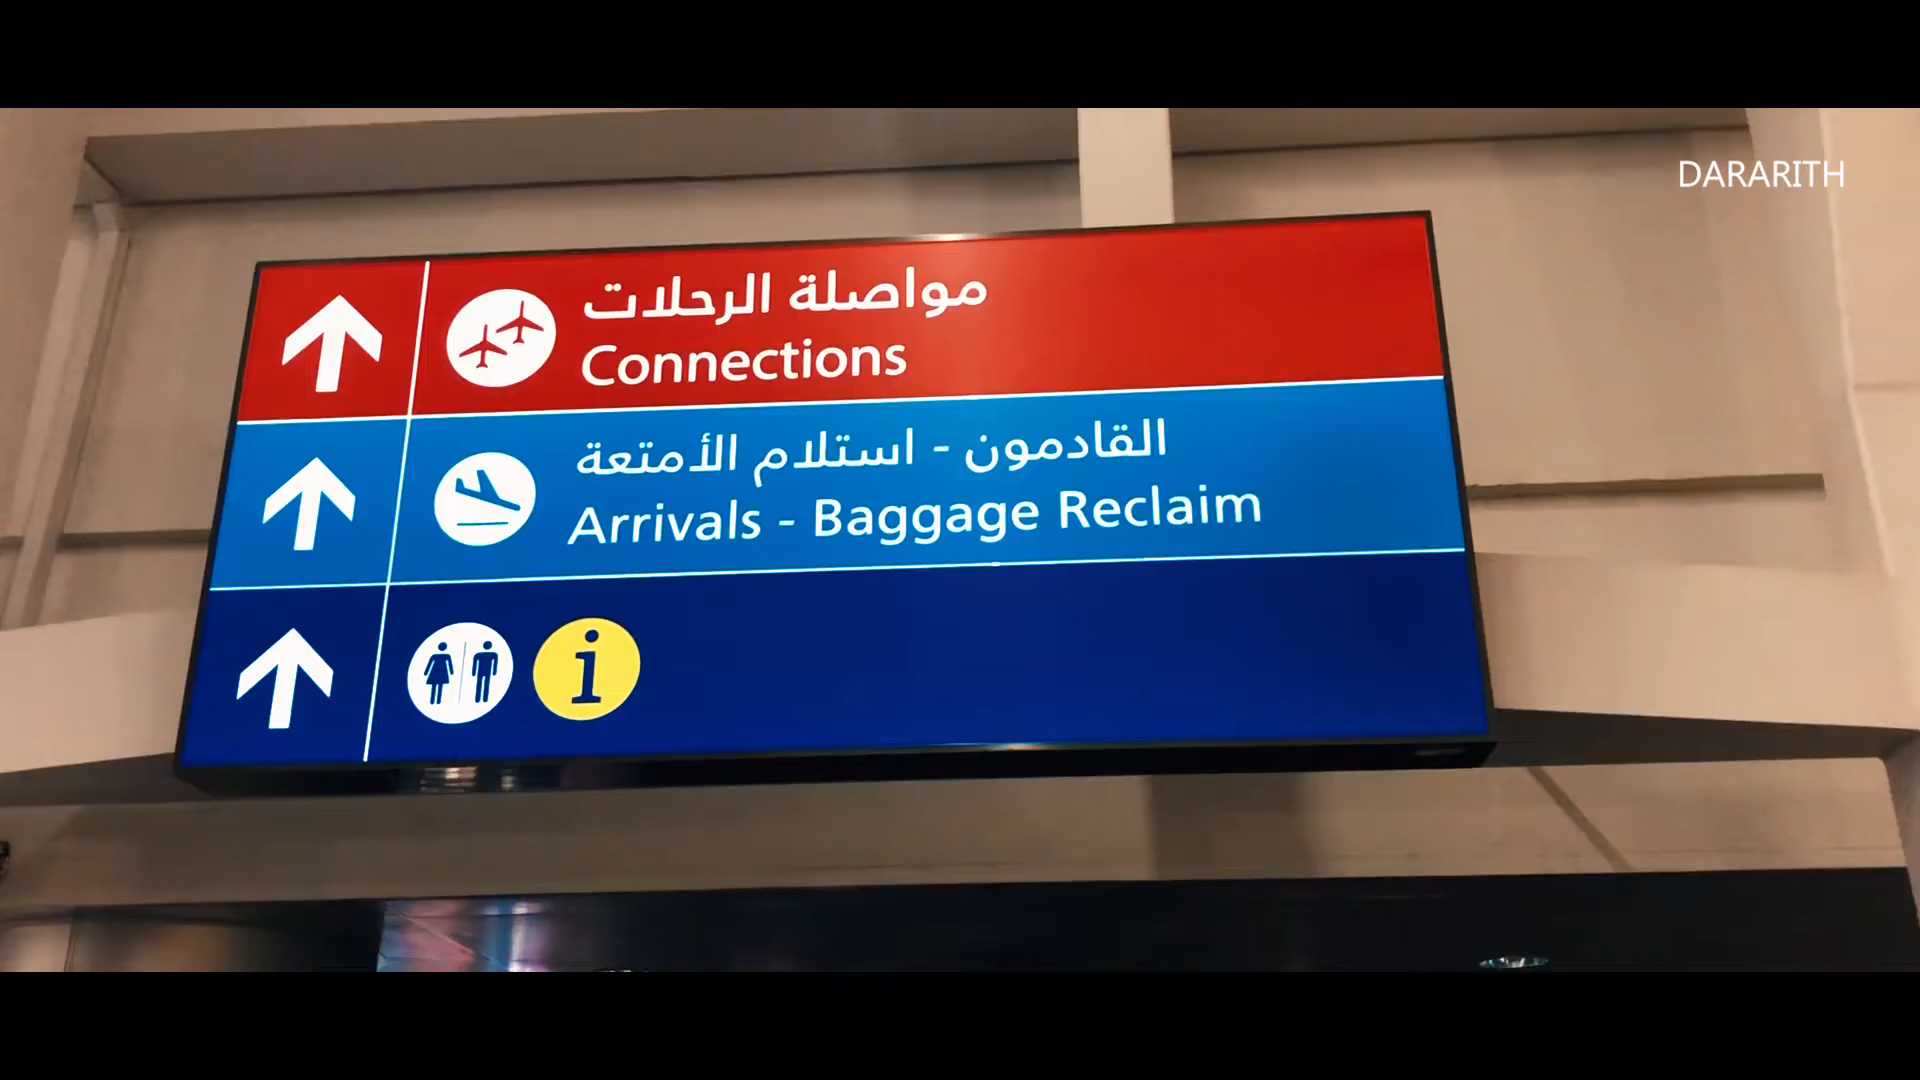 DARARITH
مواصلة الرحلات
Connections
القادمون - استلام الأمتعة
Arrivals - Baggage Reclaim
i